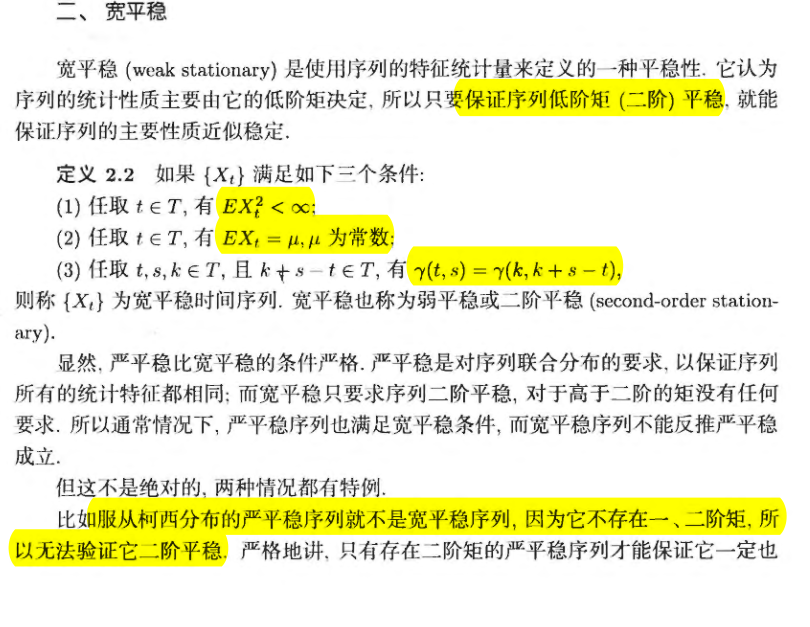 二、宽平稳
宽平稳 (weak stationary) 是使用序列的特征统计量来定义的一种平稳性. 它认为
序列的统计性质主要由它的低阶矩决定, 所以只要保证序列低阶矩 (二阶) 平稳, 就能
保证序列的主要性质近似稳定.
定义 2.2 如果 {Xₜ} 满足如下三个条件:
(1) 任取 t ∈ T, 有 EXₜ² < ∞;
(2) 任取 t ∈ T, 有 EXₜ = μ, μ 为常数;
(3) 任取 t, s, k ∈ T, 且 k + s − t ∈ T, 有 γ(t, s) = γ(k, k + s − t),
则称 {Xₜ} 为宽平稳时间序列. 宽平稳也称为弱平稳或二阶平稳 (second-order station-
ary).
显然, 严平稳比宽平稳的条件严格. 严平稳是对序列联合分布的要求, 以保证序列
所有的统计特征都相同; 而宽平稳只要求序列二阶平稳, 对于高于二阶的矩没有任何
要求. 所以通常情况下, 严平稳序列也满足宽平稳条件, 而宽平稳序列不能反推严平稳
成立.
但这不是绝对的, 两种情况都有特例.
比如服从柯西分布的严平稳序列就不是宽平稳序列, 因为它不存在一、二阶矩, 所
以无法验证它二阶平稳. 严格地讲, 只有存在二阶矩的严平稳序列才能保证它一定也